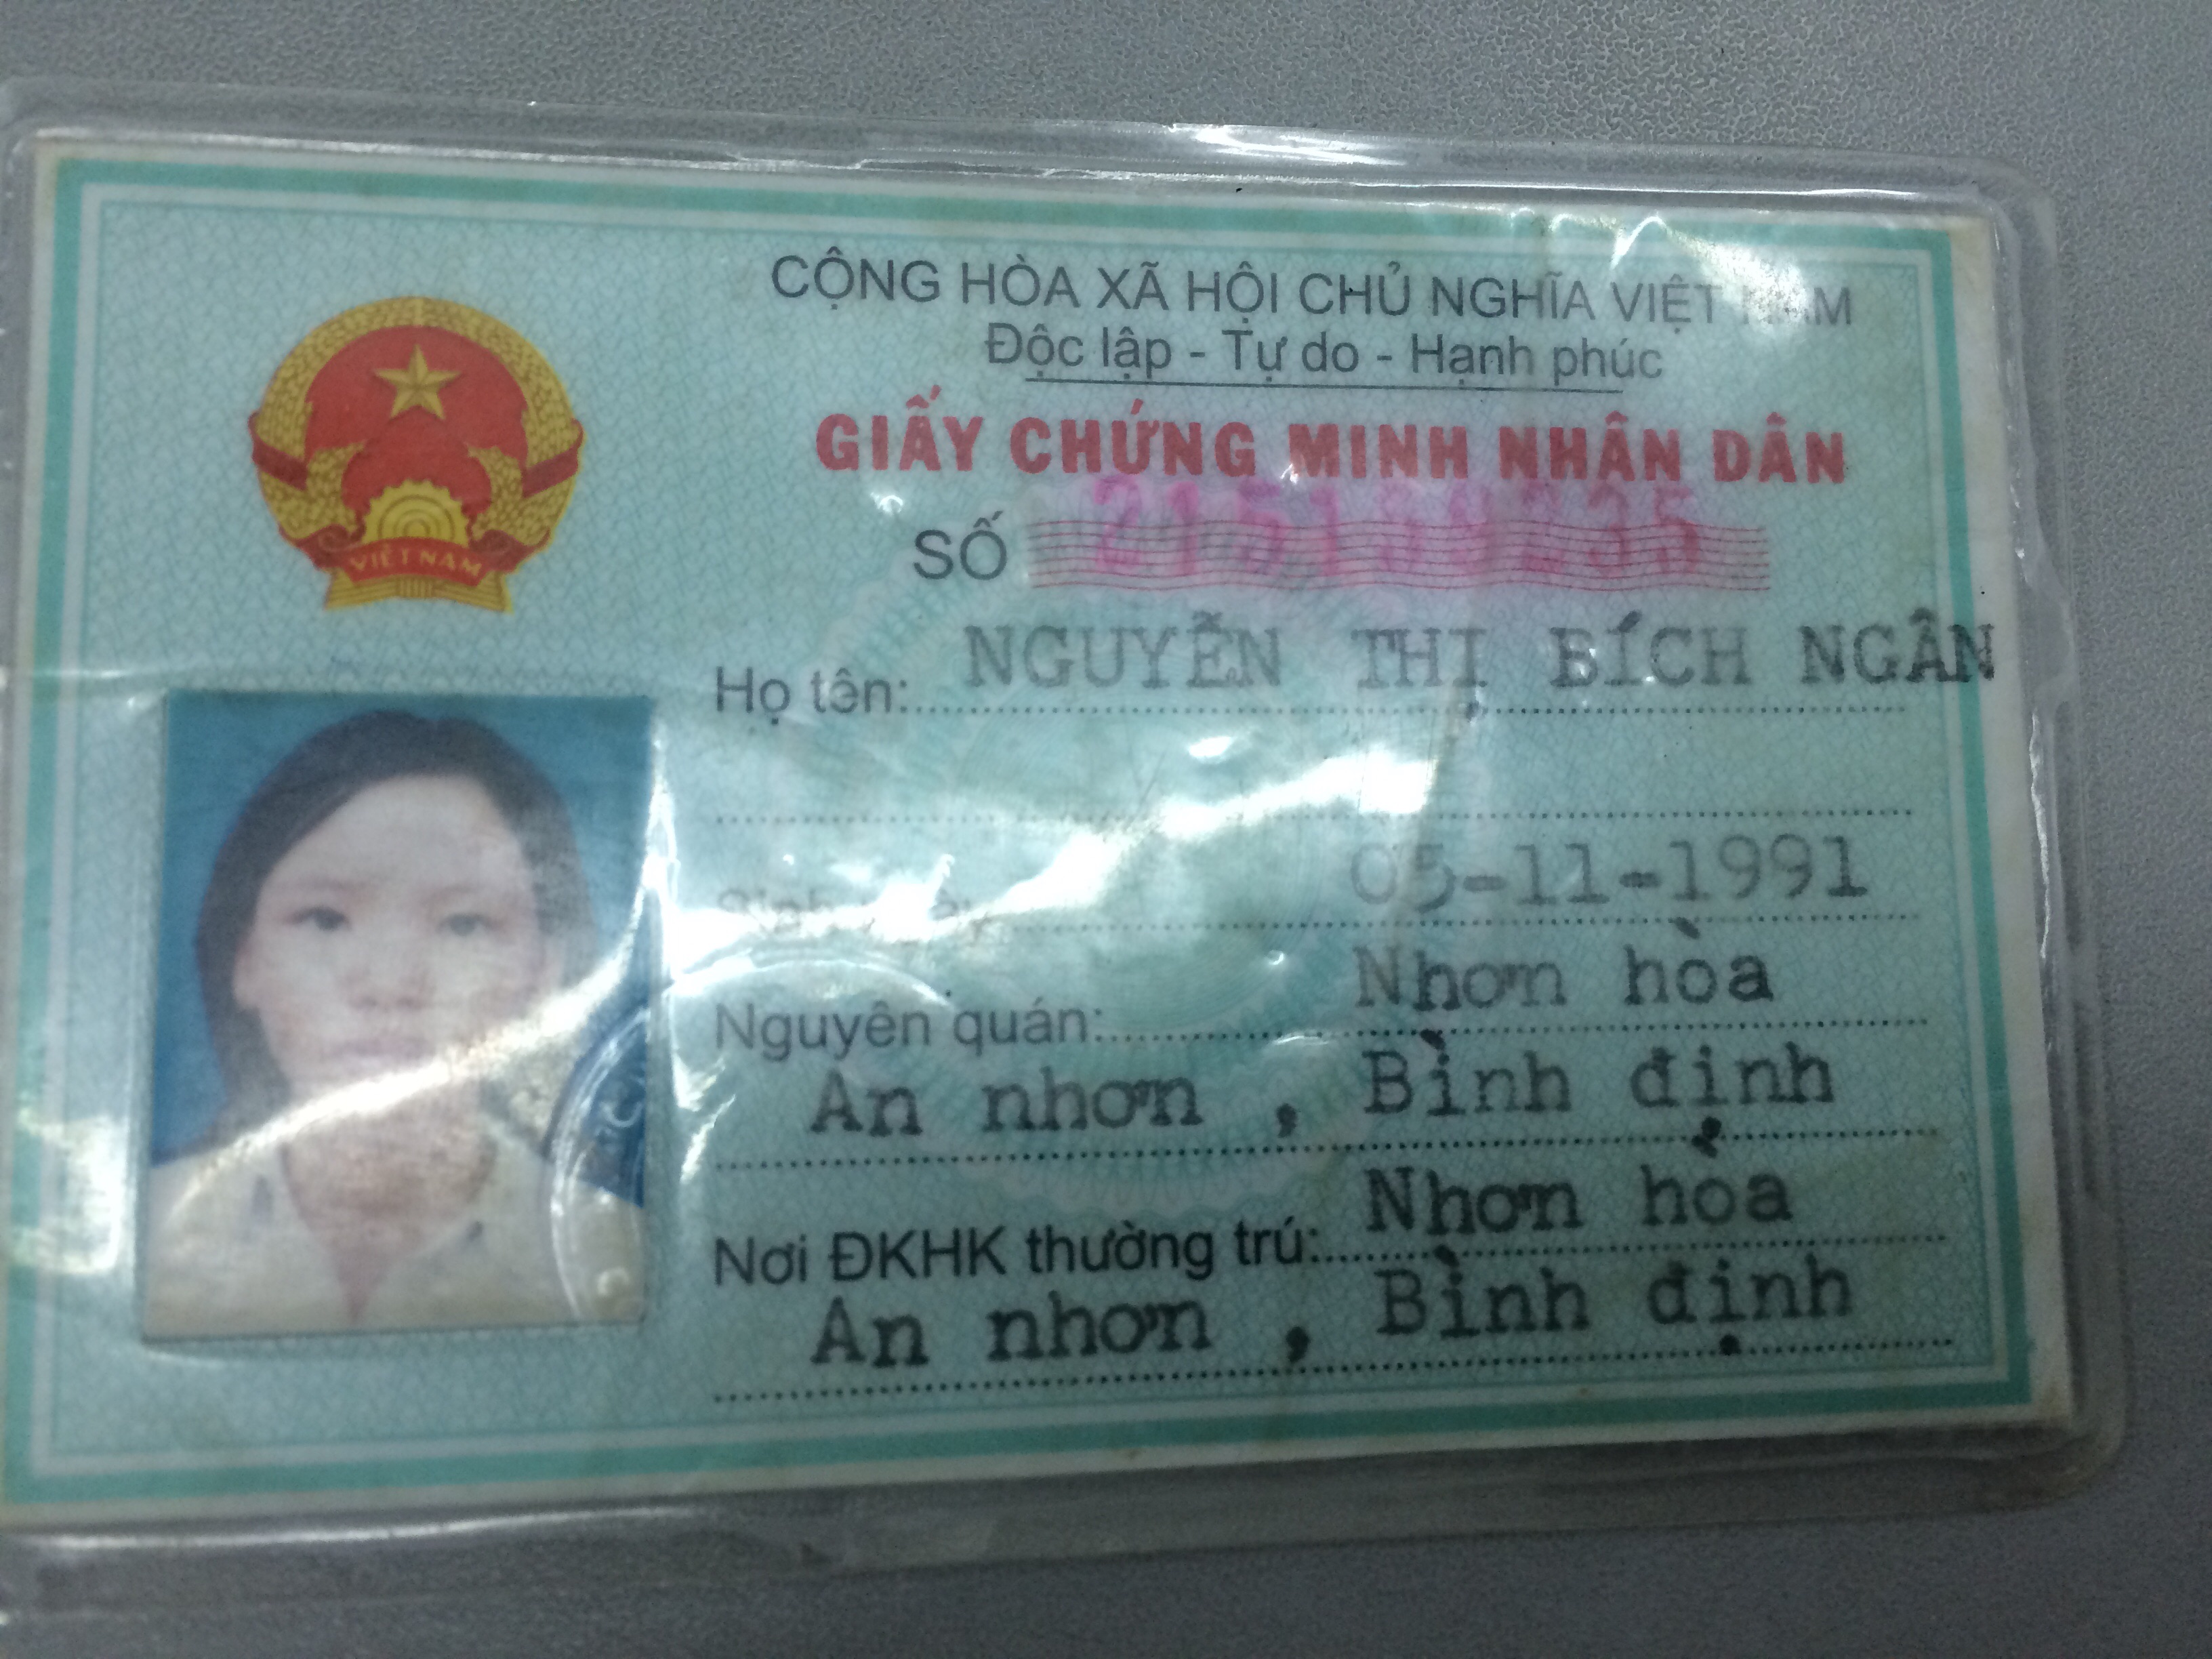 CỘNG HÒA XÃ HỘI CHỦ NGHĨA VIỆT NAM
Độc lập - Tự do - Hạnh phúc
GIẤY CHỨNG MINH NHÂN DÂN
SỐ
VIỆT NAM
Họ tên: NGUYỄN THỊ BÍCH NGÂN
05-11-1991
Nguyên quán: Nhơn hòa
An nhơn , Bình định
Nơi ĐKHK thường trú: Nhơn hòa
An nhơn , Bình định